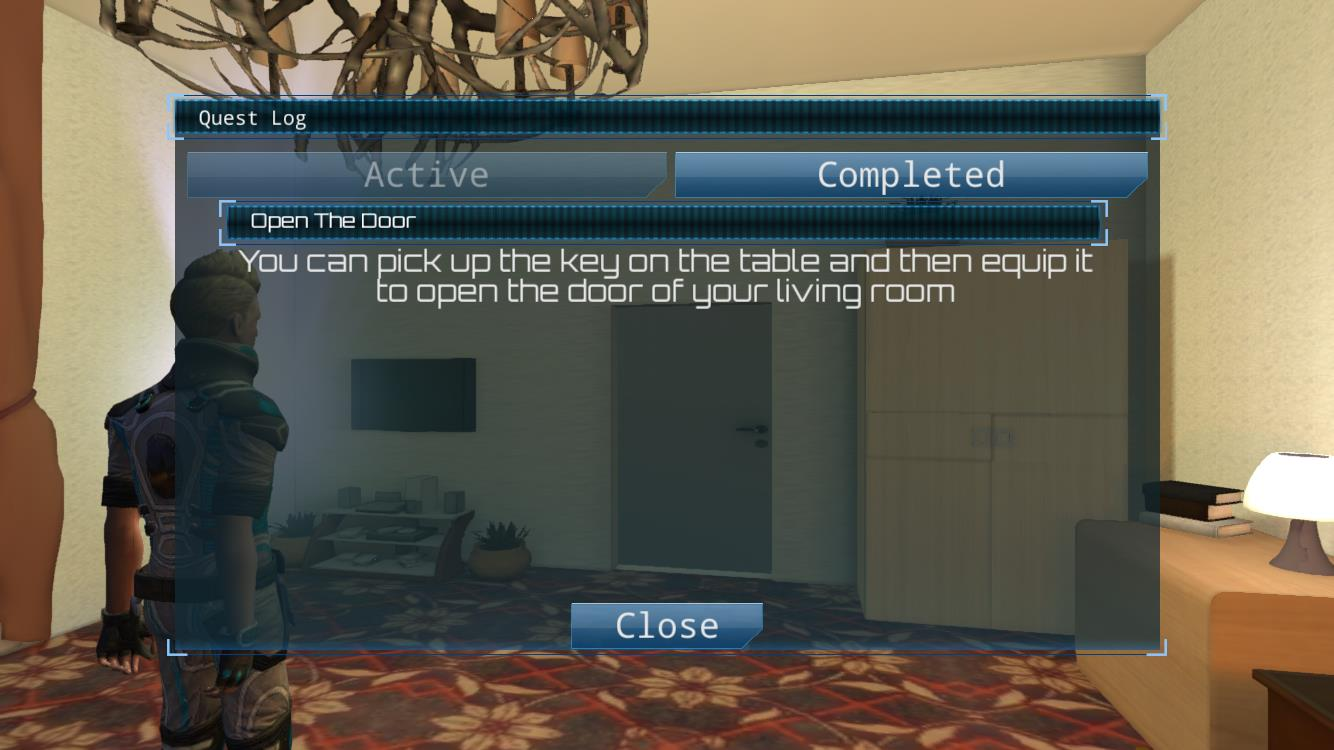 Quest Log
Active
Completed
Open The Door
You can pick up the key on the table and then equip it
to open the door of your living room
Close